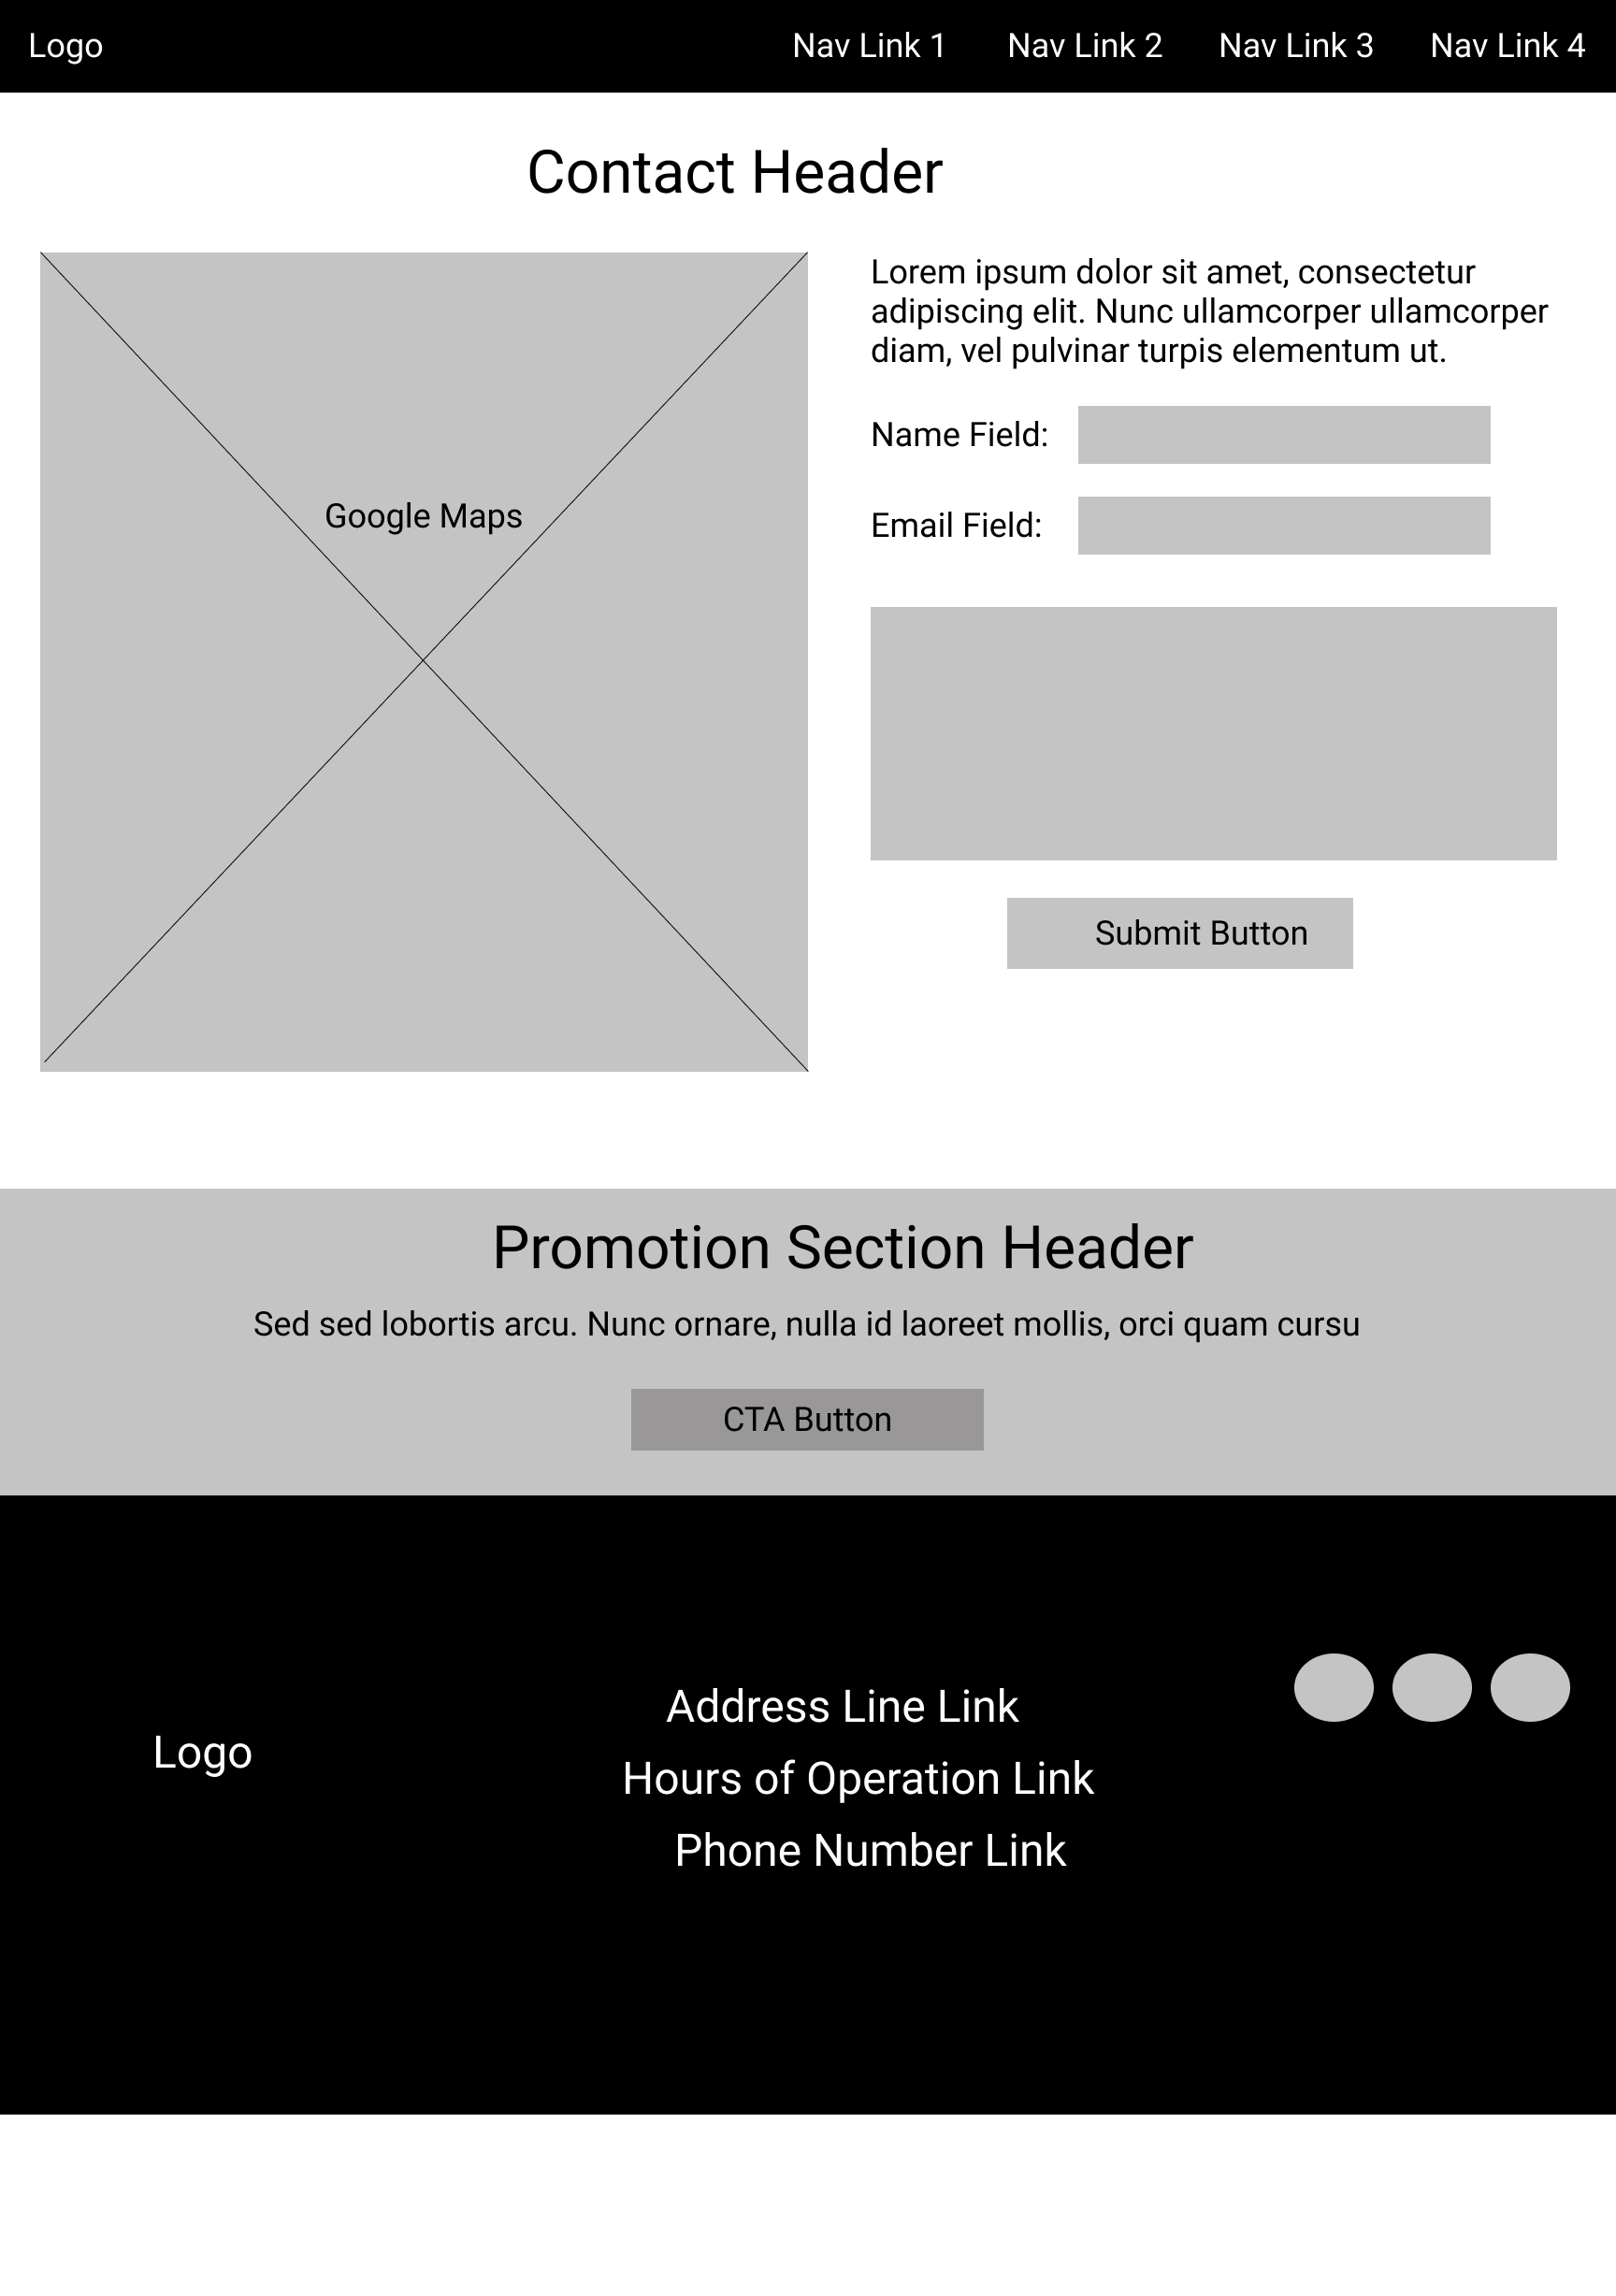 Logo
Nav Link 1
Nav Link 2
Nav Link 3
Nav Link 4
Contact Header
Google Maps
Lorem ipsum dolor sit amet, consectetur
adipiscing elit. Nunc ullamcorper ullamcorper
diam, vel pulvinar turpis elementum ut.
Name Field:
Email Field:
Submit Button
Promotion Section Header
Sed sed lobortis arcu. Nunc ornare, nulla id laoreet mollis, orci quam cursu
CTA Button
Logo
Address Line Link
Hours of Operation Link
Phone Number Link